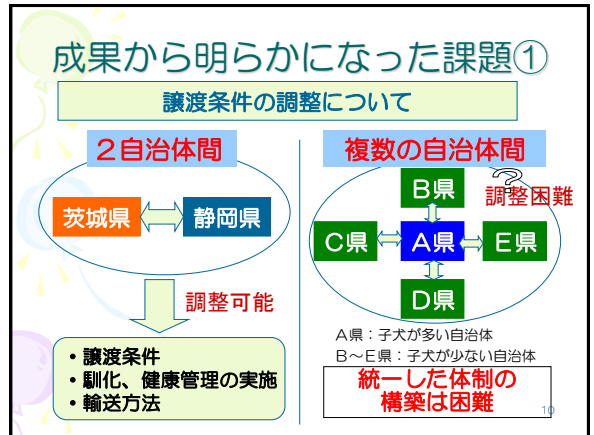 成果から明らかになった課題①
譲渡条件の調整について
２自治体間
茨城県
静岡県
調整可能
・譲渡条件
・馴化、健康管理の実施
・輸送方法
複数の自治体間
？
調整困難
Ｂ県
Ｃ県
Ａ県
Ｅ県
Ｄ県
Ａ県：子犬が多い自治体
Ｂ～Ｅ県：子犬が少ない自治体
統一した体制の
構築は困難
10